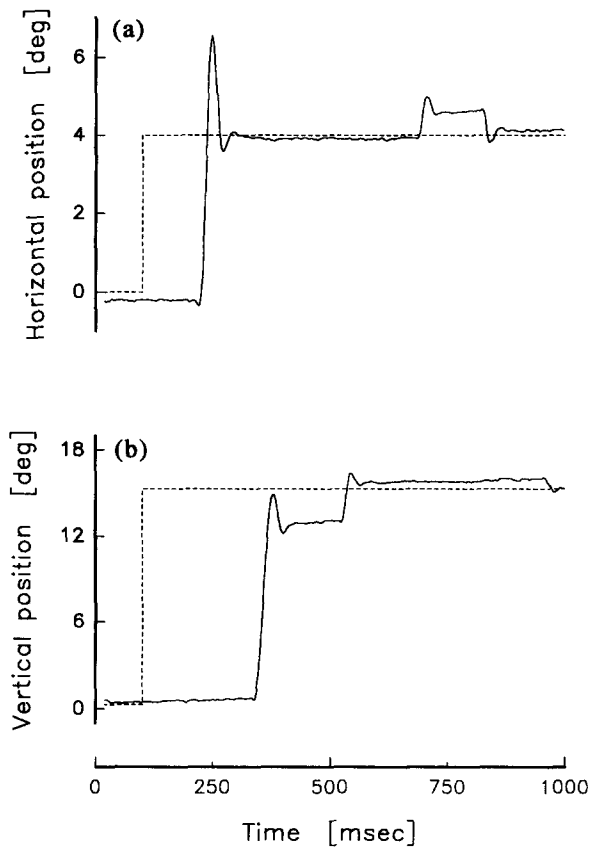 (a)
Horizontal position [deg]
6
4
2
0
(b)
Vertical position [deg]
18
12
6
0
0 250 500 750 1000
Time [msec]